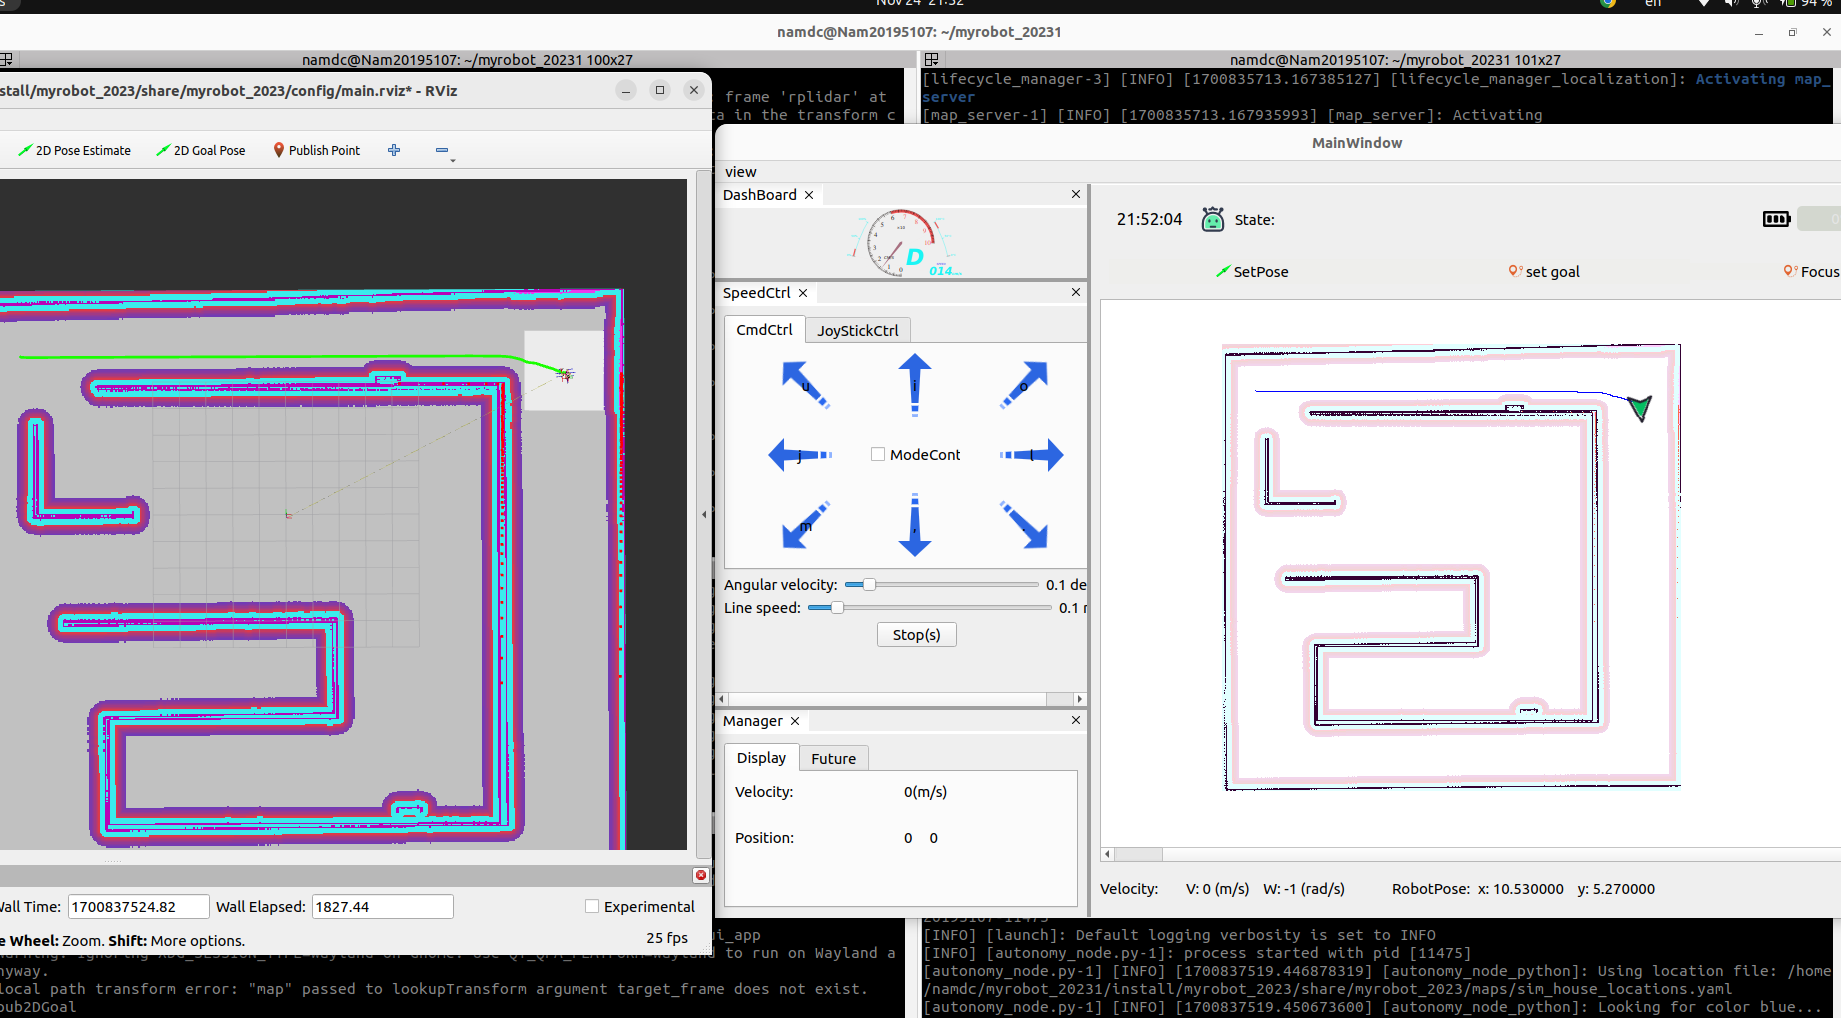 Nov 24 21:52
en
94 %
namdc@Nam20195107: ~/myrobot_20231
namdc@Nam20195107: ~/myrobot_20231 100x27
namdc@Nam20195107: ~/myrobot_20231 101x27
[lifecycle_manager-3] [INFO] [1700835713.167385127] [lifecycle_manager_localization]: Activating map_
server
[map_server-1] [INFO] [1700835713.167935993] [map_server]: Activating
frame 'rplidar' at
a in the transform c
stall/myrobot_2023/share/myrobot_2023/config/main.rviz* - RViz
2D Pose Estimate
2D Goal Pose
Publish Point
MainWindow
view
DashBoard
D
014
SpeedCtrl
CmdCtrl
JoyStickCtrl
u
i
o
j
ModeCont
l
m
,
.
Angular velocity:
0.1 de
Line speed:
0.1 r
Stop(s)
Manager
Display
Future
Velocity:
0(m/s)
Position:
0 0
21:52:04
State:
SetPose
set goal
Focus
Velocity:
V: 0 (m/s)
W: -1 (rad/s)
RobotPose:
x: 10.530000
y: 5.270000
Wall Time:
1700837524.82
Wall Elapsed:
1827.44
Experimental
e Wheel: Zoom. Shift: More options.
25 fps
ui_app
to run on Wayland a
nyway.
local path transform error: "map" passed to lookupTransform argument target_frame does not exist.
pub2DGoal
[INFO] [launch]: Default logging verbosity is set to INFO
[INFO] [autonomy_node.py-1]: process started with pid [11475]
[autonomy_node.py-1] [INFO] [1700837519.446878319] [autonomy_node_python]: Using location file: /home
/namdc/myrobot_20231/install/myrobot_2023/share/myrobot_2023/maps/sim_house_locations.yaml
[autonomy_node.py-1] [INFO] [1700837519.450673600] [autonomy_node_python]: Looking for color blue...